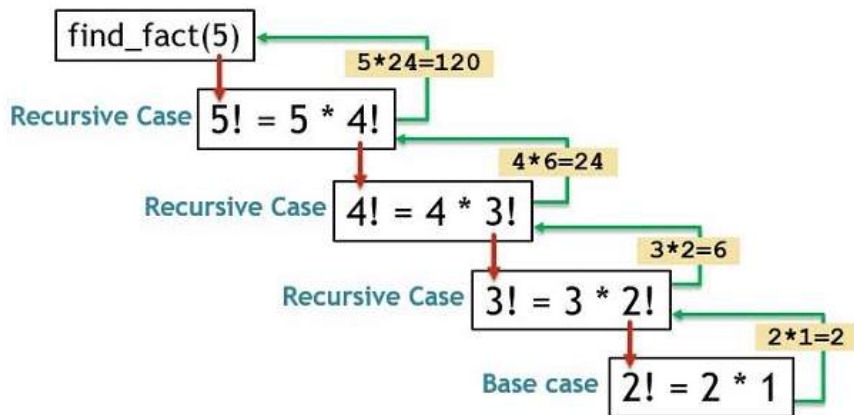 find_fact(5)
5*24=120
Recursive Case
5! = 5 * 4!
4*6=24
Recursive Case
4! = 4 * 3!
3*2=6
Recursive Case
3! = 3 * 2!
2*1=2
Base case
2! = 2 * 1